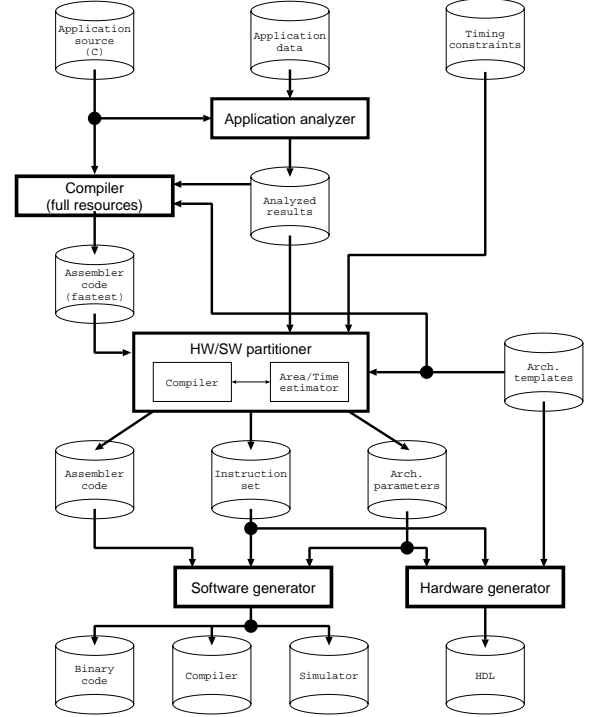 Application
source
(C)
Application
data
Timing
constraints
Application analyzer
Compiler
(full resources)
Analyzed
results
Assembler
code
(fastest)
HW/SW partitioner
Compiler
Area/Time
estimator
Arch.
templates
Assembler
code
Instruction
set
Arch.
parameters
Software generator
Hardware generator
Binary
code
Compiler
Simulator
HDL